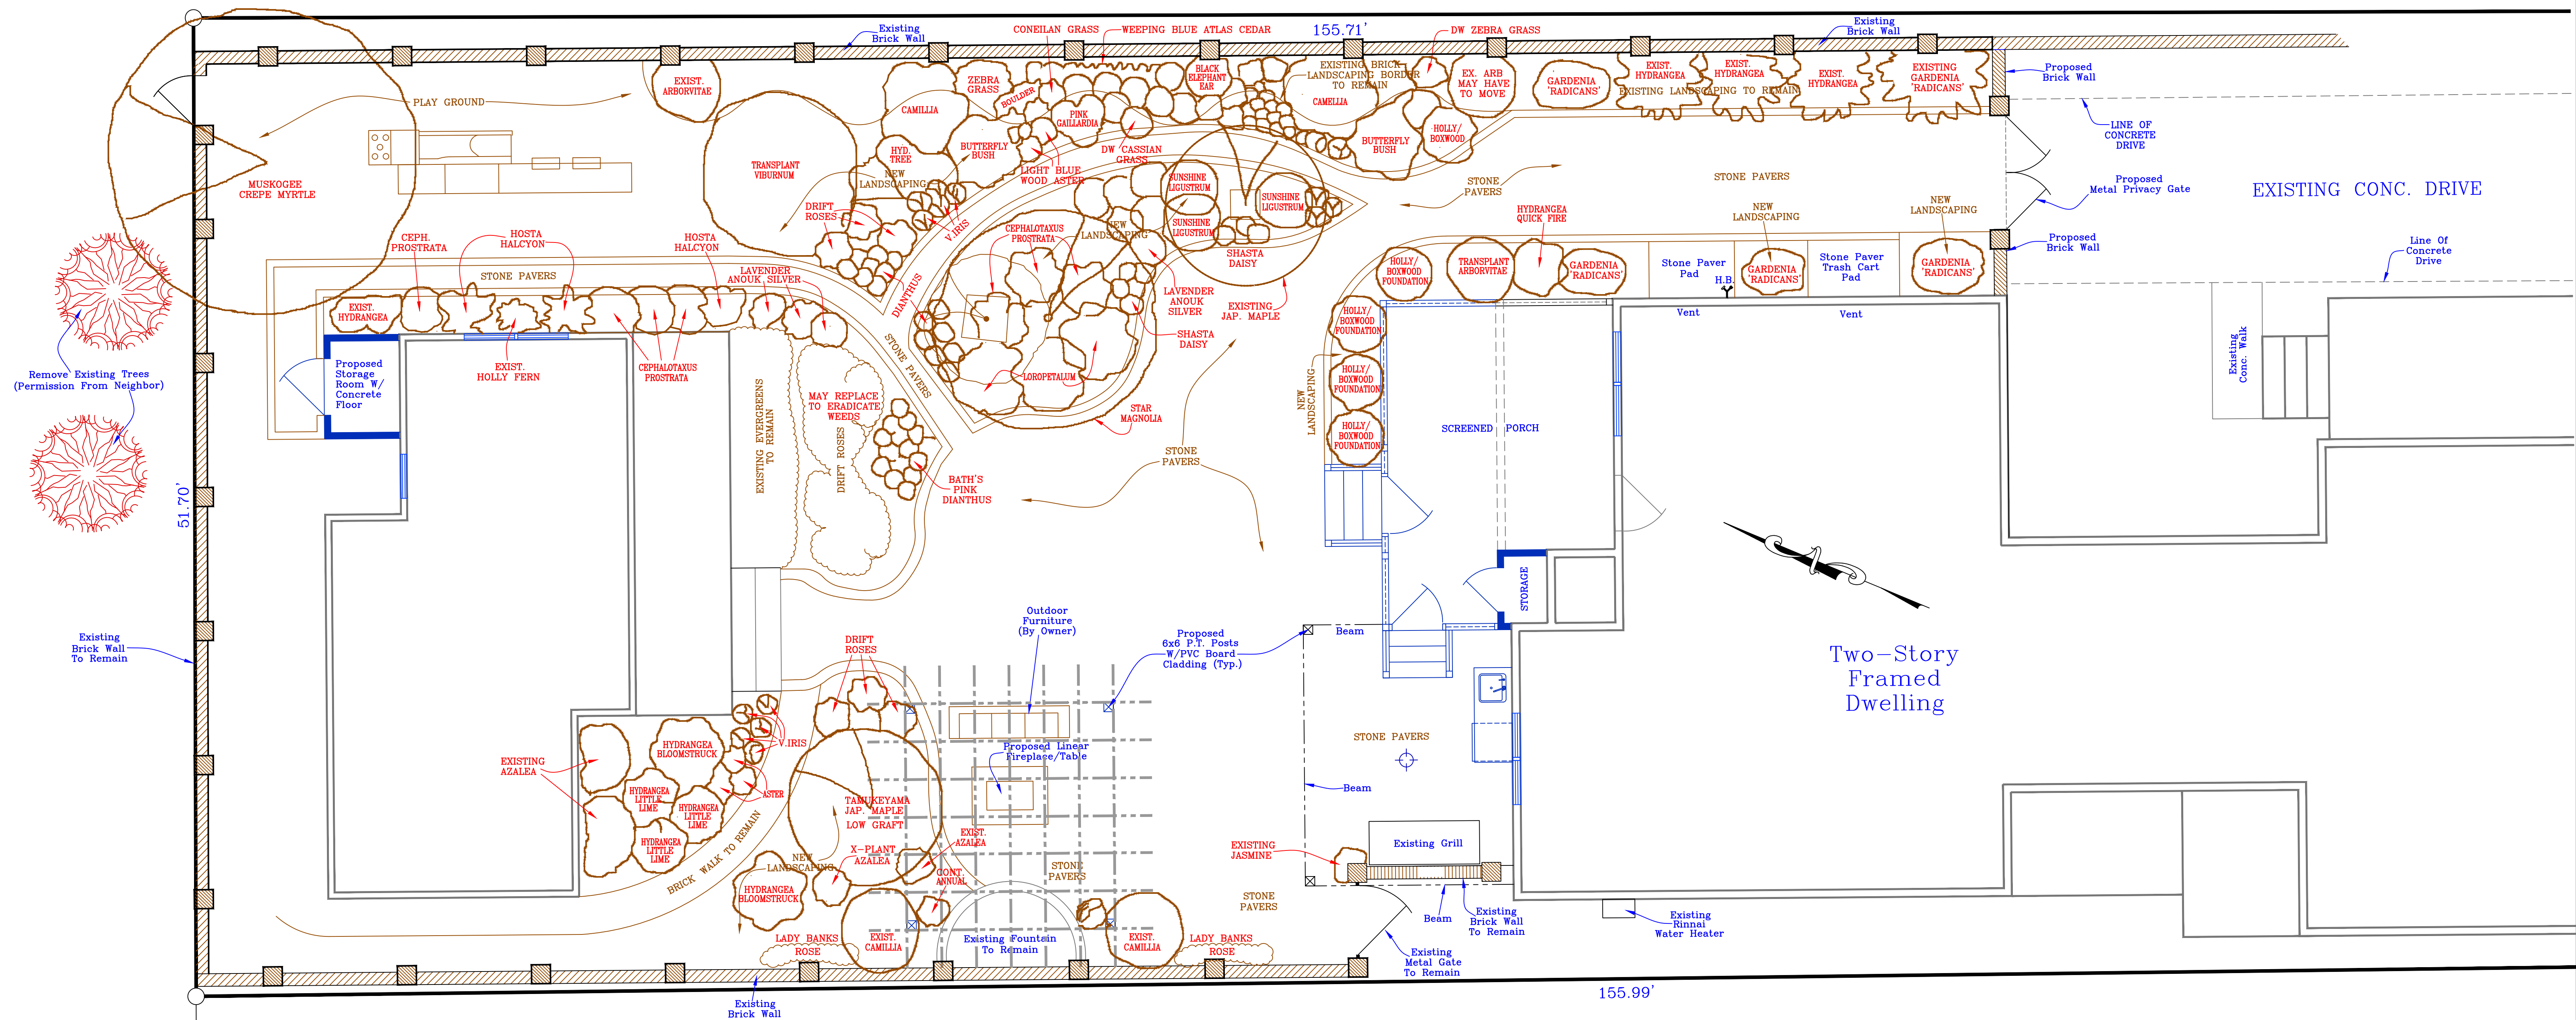 155.71'
Existing
Brick Wall
CONEILAN GRASS
WEEPING BLUE ATLAS CEDAR
DW ZEBRA GRASS
Existing
Brick Wall
PLAY GROUND
EXIST.
ARBORVITAE
CAMILLIA
ZEBRA
GRASS
BOULDER
PINK
GAILLARDIA
BLACK
ELEPHANT
EAR
EXISTING BRICK
LANDSCAPING BORDER
TO REMAIN
CAMELLIA
EX. ARB
MAY HAVE
TO MOVE
GARDENIA
'RADICANS'
EXIST.
HYDRANGEA
EXIST.
HYDRANGEA
EXIST.
HYDRANGEA
EXISTING
GARDENIA
'RADICANS'
EXISTING LANDSCAPING TO REMAIN
Proposed
Brick Wall
LINE OF
CONCRETE
DRIVE
MUSKOGEE
CREPE MYRTLE
TRANSPLANT
VIBURNUM
HYD.
TREE
NEW
LANDSCAPING
BUTTERFLY
BUSH
LIGHT BLUE
WOOD ASTER
DW CASSIAN
GRASS
BUTTERFLY
BUSH
HOLLY/
BOXWOOD
STONE
PAVERS
STONE PAVERS
Proposed
Metal Privacy Gate
EXISTING CONC. DRIVE
SUNSHINE
LIGUSTRUM
SUNSHINE
LIGUSTRUM
SUNSHINE
LIGUSTRUM
DRIFT
ROSES
V.IRIS
CEPHALOTAXUS
PROSTRATA
NEW
LANDSCAPING
SHASTA
DAISY
HYDRANGEA
QUICK FIRE
NEW
LANDSCAPING
NEW
LANDSCAPING
Proposed
Brick Wall
Line Of
Concrete
Drive
CEPH.
PROSTRATA
HOSTA
HALCYON
HOSTA
HALCYON
STONE PAVERS
LAVENDER
ANOUK SILVER
DIANTHUS
LAVENDER
ANOUK
SILVER
EXISTING
JAP. MAPLE
HOLLY/
BOXWOOD
FOUNDATION
TRANSPLANT
ARBORVITAE
GARDENIA
'RADICANS'
Stone Paver
Pad
H.B.
GARDENIA
'RADICANS'
Stone Paver
Trash Cart
Pad
GARDENIA
'RADICANS'
Vent
Vent
EXIST.
HYDRANGEA
EXIST.
HOLLY FERN
CEPHALOTAXUS
PROSTRATA
STONE PAVERS
SHASTA
DAISY
LOROPETALUM
STAR
MAGNOLIA
HOLLY/
BOXWOOD
FOUNDATION
HOLLY/
BOXWOOD
FOUNDATION
HOLLY/
BOXWOOD
FOUNDATION
NEW
LANDSCAPING
Existing
Conc. Walk
Remove Existing Trees
(Permission From Neighbor)
Proposed
Storage
Room W/
Concrete
Floor
EXISTING EVERGREENS
TO REMAIN
MAY REPLACE
TO ERADICATE
WEEDS
DRIFT ROSES
BATH'S
PINK
DIANTHUS
STONE
PAVERS
SCREENED PORCH
STORAGE
51.70'
Existing
Brick Wall
To Remain
Outdoor
Furniture
(By Owner)
Proposed
6x6 P.T. Posts
W/PVC Board
Cladding (Typ.)
Beam
Two-Story
Framed
Dwelling
DRIFT
ROSES
V.IRIS
EXISTING
AZALEA
HYDRANGEA
BLOOMSTRUCK
HYDRANGEA
LITTLE
LIME
HYDRANGEA
LITTLE
LIME
HYDRANGEA
LITTLE
LIME
ASTER
BRICK WALK TO REMAIN
Proposed Linear
Fireplace/Table
TAMUKEYAMA
JAP. MAPLE
LOW GRAFT
STONE PAVERS
Beam
EXIST.
AZALEA
X-PLANT
AZALEA
NEW
LANDSCAPING
HYDRANGEA
BLOOMSTRUCK
CONT.
ANNUAL
STONE
PAVERS
EXISTING
JASMINE
Existing Grill
STONE
PAVERS
Beam
Existing
Brick Wall
To Remain
Existing
Rinnai
Water Heater
LADY BANKS
ROSE
EXIST.
CAMILLIA
Existing Fountain
To Remain
EXIST.
CAMILLIA
LADY BANKS
ROSE
Existing
Metal Gate
To Remain
Existing
Brick Wall
155.99'